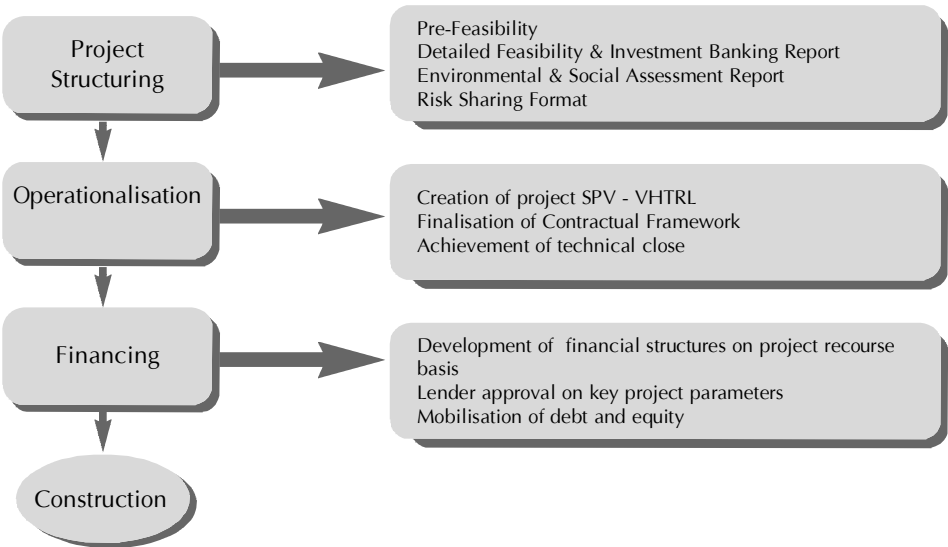 Project
Structuring
Pre-Feasibility
Detailed Feasibility & Investment Banking Report
Environmental & Social Assessment Report
Risk Sharing Format
Operationalisation
Creation of project SPV - VHTRL
Finalisation of Contractual Framework
Achievement of technical close
Financing
Development of financial structures on project recourse
basis
Lender approval on key project parameters
Mobilisation of debt and equity
Construction